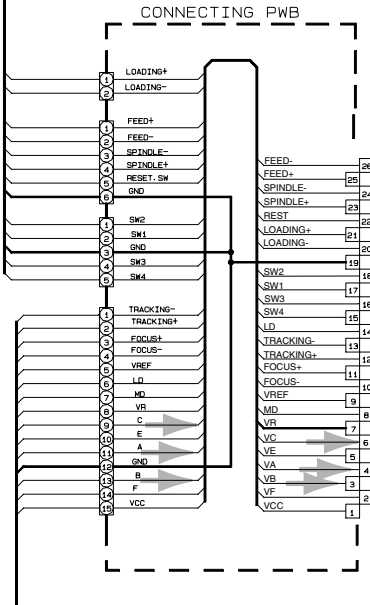 CONNECTING PWB
1 LOADING+
2 LOADING-
1 FEED+
2 FEED-
3 SPINDLE-
4 SPINDLE+
5 RESET.SW
6 GND
1 SW2
2 SW1
3 GND
4 SW3
5 SW4
1 TRACKING-
2 TRACKING+
3 FOCUS+
4 FOCUS-
5 VREF
6 LD
7 MD
8 VR
9 C
10 E
11 A
12 GND
13 B
14 F
15 VCC
FEED- 26
FEED+ 25
SPINDLE- 24
SPINDLE+ 23
REST 22
LOADING+ 21
LOADING- 20
19
SW2 18
SW1 17
SW3 16
SW4 15
LD 14
TRACKING- 13
TRACKING+ 12
FOCUS+ 11
FOCUS- 10
VREF 9
MD 8
VR 7
VC 6
VE 5
VA 4
VB 3
VF 2
VCC 1